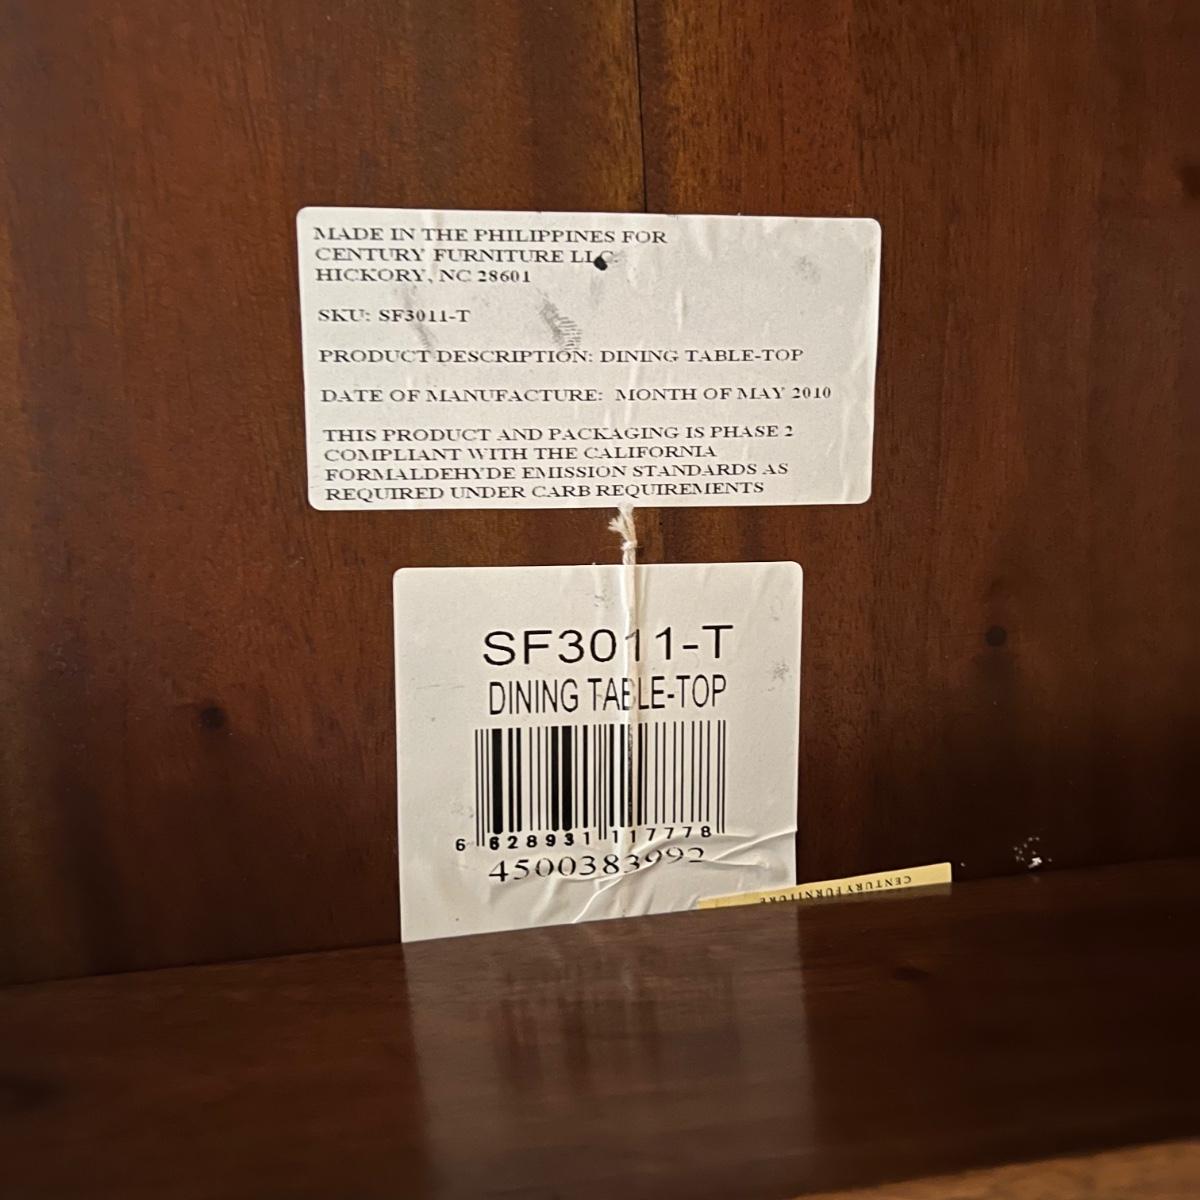 MADE IN THE PHILIPPINES FOR
CENTURY FURNITURE LLC.
HICKORY, NC 28601
SKU: SF3011-T
PRODUCT DESCRIPTION: DINING TABLE-TOP
DATE OF MANUFACTURE: MONTH OF MAY 2010
THIS PRODUCT AND PACKAGING IS PHASE 2
COMPLIANT WITH THE CALIFORNIA
FORMALDEHYDE EMISSION STANDARDS AS
REQUIRED UNDER CARB REQUIREMENTS
SF3011-T
DINING TABLE-TOP
6 628931 117778
4500383992
CENTURY FURNITURE